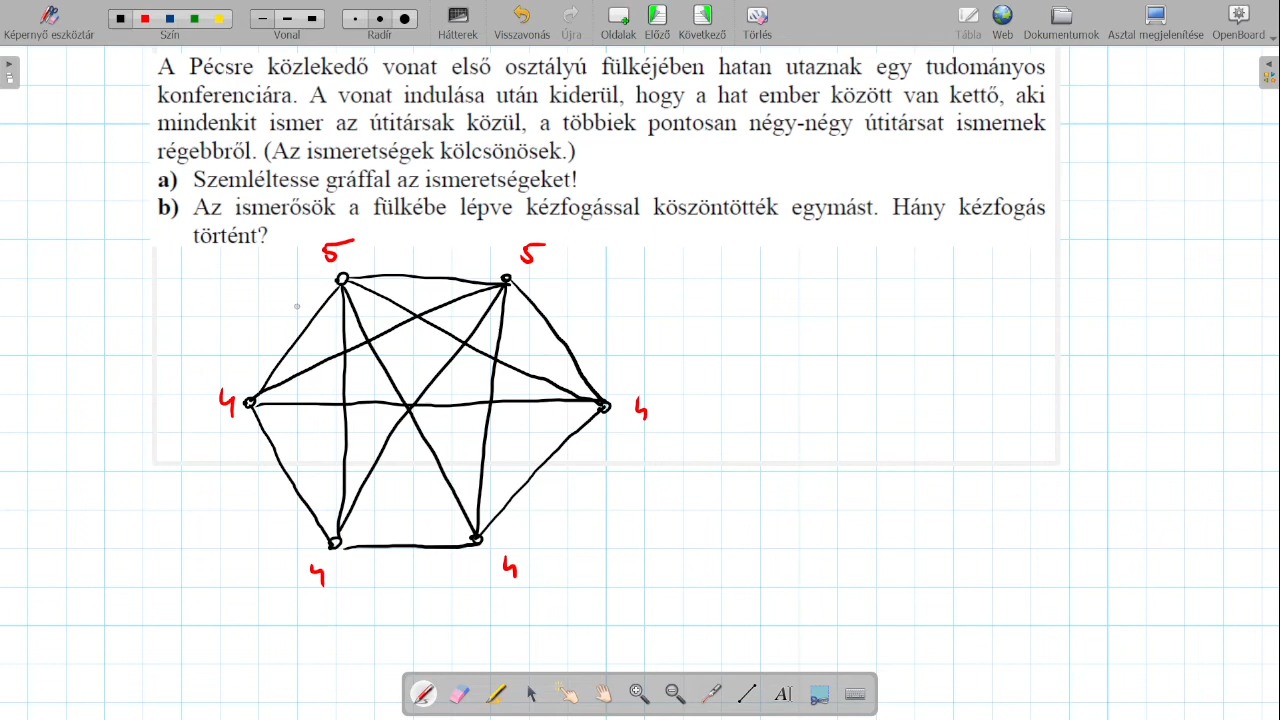 Képernyő eszköztár
Szín
Vonal
Radír
Hátterek
Visszavonás
Újra
Oldalak
Előző
Következő
Törlés
Tábla
Web
Dokumentumok
Asztal megjelenítése
OpenBoard
A Pécsre közlekedő vonat első osztályú fülkéjében hatan utaznak egy tudományos
konferenciára. A vonat indulása után kiderül, hogy a hat ember között van kettő, aki
mindenkit ismer az útitársak közül, a többiek pontosan négy-négy útitársat ismernek
régebbről. (Az ismeretségek kölcsönösek.)
a) Szemléltesse gráffal az ismeretségeket!
b) Az ismerősök a fülkébe lépve kézfogással köszöntötték egymást. Hány kézfogás
történt?
5 5
4 4
4 4